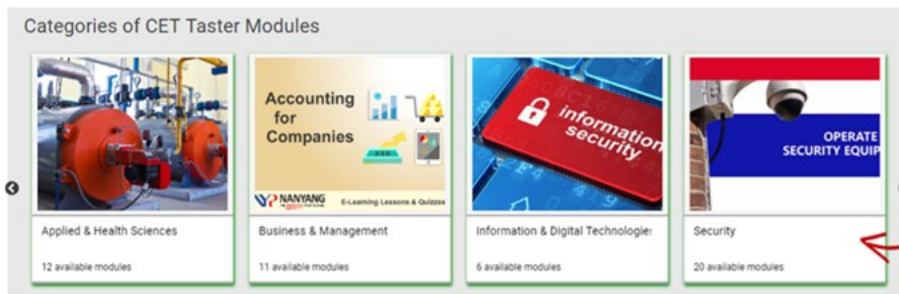 Categories of CET Taster Modules
Accounting
for
Companies
NANYANG
E-Learning Lessons & Quizzes
information
security
OPERATE
SECURITY EQUIP
Applied & Health Sciences
Business & Management
Information & Digital Technologie
Security
12 available modules
11 available modules
6 available modules
20 available modules